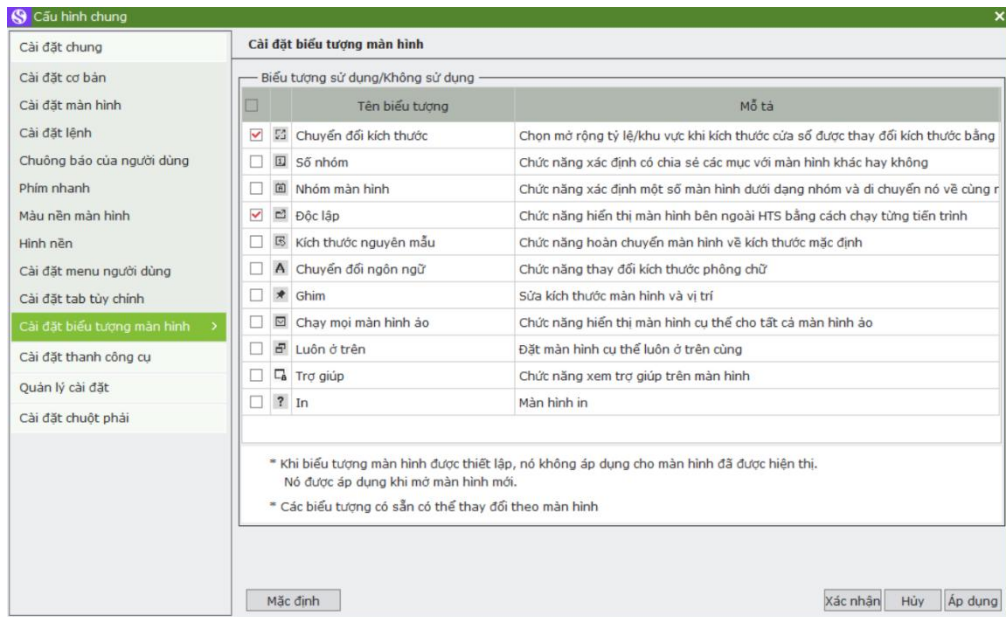 Cấu hình chung
Cài đặt chung
Cài đặt cơ bản
Cài đặt màn hình
Cài đặt lệnh
Chuông báo của người dùng
Phím nhanh
Màu nền màn hình
Hình nền
Cài đặt menu người dùng
Cài đặt tab tùy chỉnh
Cài đặt biểu tượng màn hình
Cài đặt thanh công cụ
Quản lý cài đặt
Cài đặt chuột phải
Cài đặt biểu tượng màn hình
Biểu tượng sử dụng/Không sử dụng
Tên biểu tượng Mỗ tả
Chuyển đổi kích thước Chọn mở rộng tỷ lệ/khu vực khi kích thước cửa sổ được thay đổi kích thước bằng
Số nhóm Chức năng xác định có chia sẻ các mục với màn hình khác hay không
Nhóm màn hình Chức năng xác định một số màn hình dưới dạng nhóm và di chuyển nó về cùng
Độc lập Chức năng hiển thị màn hình bên ngoài HTS bằng cách chạy từng tiến trình
Kích thước nguyên mẫu Chức năng hoàn chuyển màn hình về kích thước mặc định
Chuyển đổi ngôn ngữ Chức năng thay đổi kích thước phông chữ
Ghim Sửa kích thước màn hình và vị trí
Chạy mọi màn hình ảo Chức năng hiển thị màn hình cụ thể cho tất cả màn hình ảo
Luôn ở trên Đặt màn hình cụ thể luôn ở trên cùng
Trợ giúp Chức năng xem trợ giúp trên màn hình
? In Màn hình in
* Khi biểu tượng màn hình được thiết lập, nó không áp dụng cho màn hình đã được hiện thị.
Nó được áp dụng khi mở màn hình mới.
* Các biểu tượng có sẵn có thể thay đổi theo màn hình
Mặc định Xác nhận Hủy Áp dụng